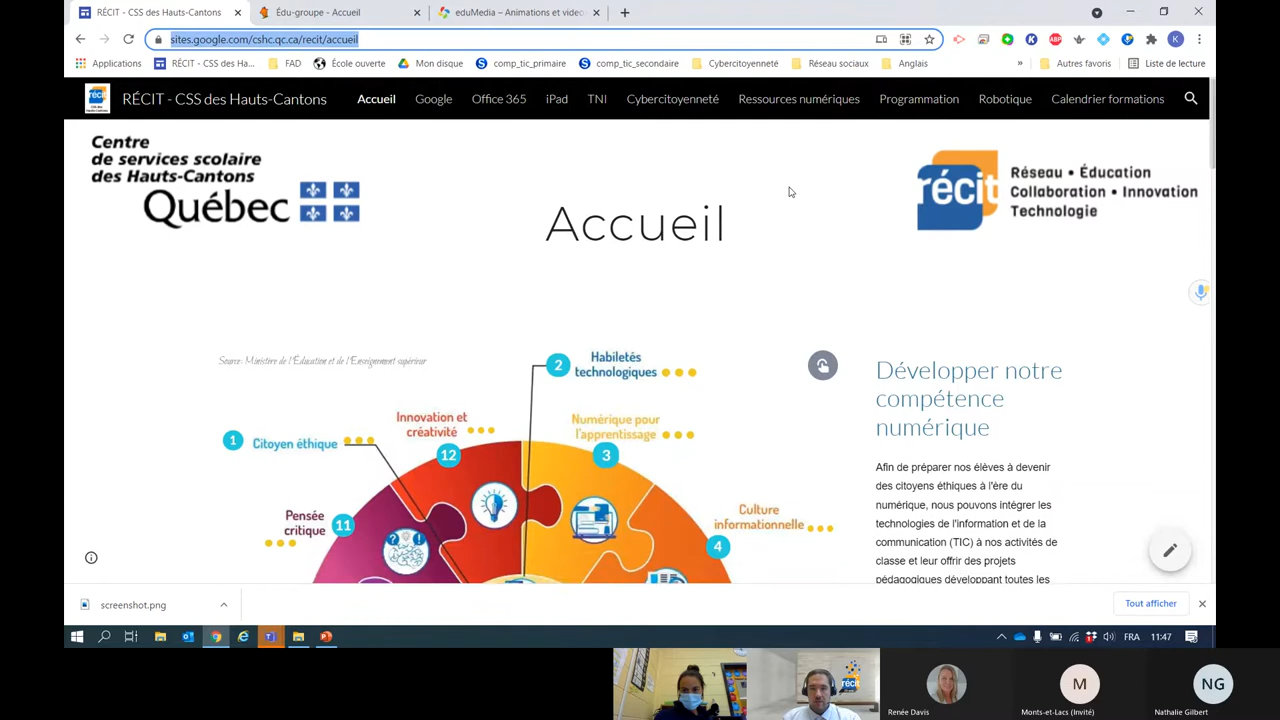 RÉCIT - CSS des Hauts-Cantons
Édu-groupe - Accueil
eduMedia – Animations et video
sites.google.com/cshc.qc.ca/recit/accueil
K
Applications
RÉCIT - CSS des Ha...
FAD
École ouverte
Mon disque
comp_tic_primaire
comp_tic_secondaire
Cybercitoyenneté
Réseau sociaux
Anglais
»
Autres favoris
Liste de lecture
RÉCIT - CSS des Hauts-Cantons
Accueil
Google
Office 365
iPad
TNI
Cybercitoyenneté
Ressources numériques
Programmation
Robotique
Calendrier formations
Centre
de services scolaire
des Hauts-Cantons
Québec
Accueil
récit
Réseau • Éducation
Collaboration • Innovation
Technologie
Source: Ministère de l'Éducation et de l'Enseignement supérieur
2
Habiletés
technologiques
Innovation et
créativité
12
Numérique pour
l'apprentissage
3
1
Citoyen éthique
Pensée
critique
11
Culture
informationnelle
4
Développer notre
compétence
numérique
Afin de préparer nos élèves à devenir
des citoyens éthiques à l'ère du
numérique, nous pouvons intégrer les
technologies de l'information et de la
communication (TIC) à nos activités de
classe et leur offrir des projets
pédagogiques développant toutes les
screenshot.png
Tout afficher
FRA
11:47
récit
Renée Davis
M
Monts-et-Lacs (Invité)
NG
Nathalie Gilbert